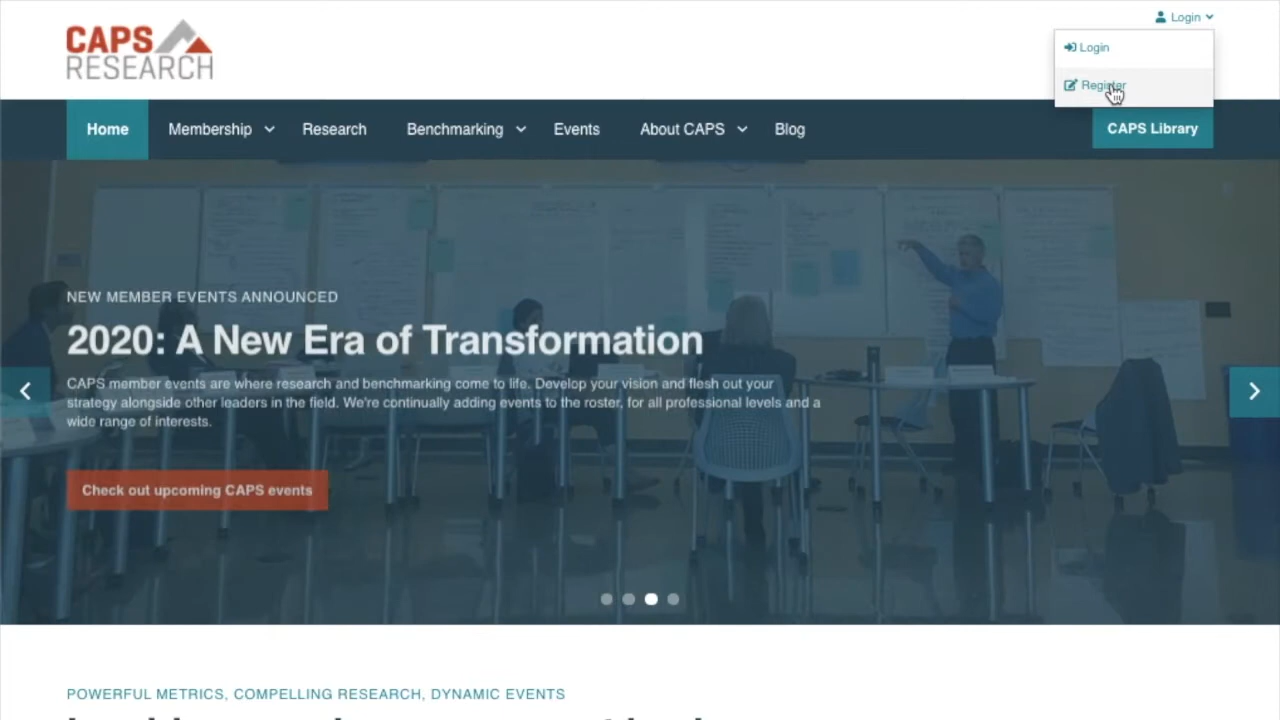 CAPS
RESEARCH
Login
Login
Register
Home
Membership
Research
Benchmarking
Events
About CAPS
Blog
CAPS Library
NEW MEMBER EVENTS ANNOUNCED
2020: A New Era of Transformation
CAPS member events are where research and benchmarking come to life. Develop your vision and flesh out your
strategy alongside other leaders in the field. We're continually adding events to the roster, for all professional levels and a
wide range of interests.
Check out upcoming CAPS events
POWERFUL METRICS, COMPELLING RESEARCH, DYNAMIC EVENTS